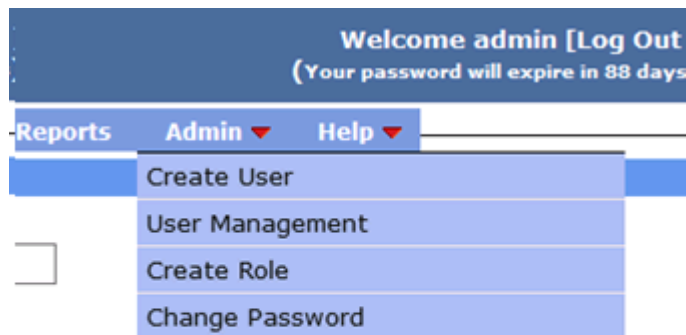 Welcome admin [Log Out
(Your password will expire in 88 days
Reports Admin Help
Create User
User Management
Create Role
Change Password